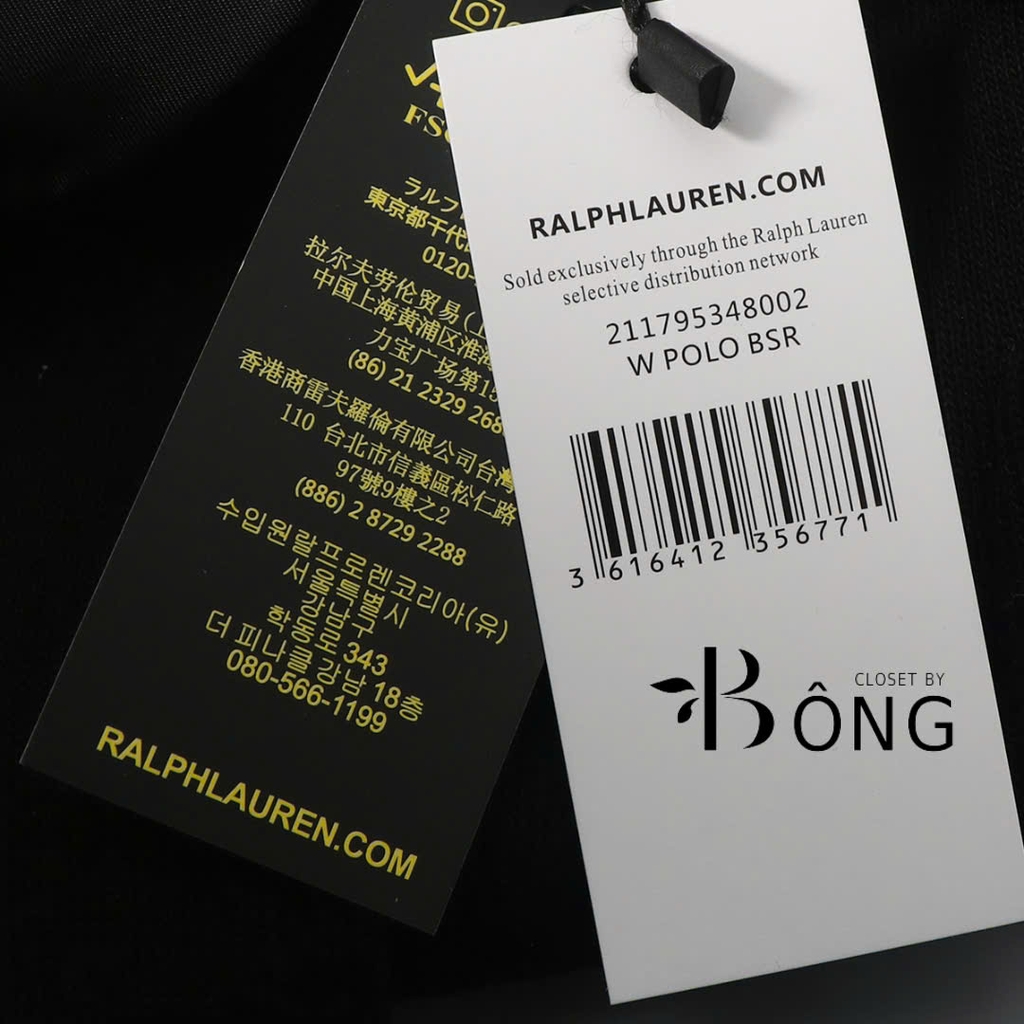 FS
ラルフ
東京都千代
0120-
拉尔夫劳伦贸易(
中国上海黄浦区淮
力宝广场第1
(86) 21 2329 268
香港商雷夫羅倫有限公司台灣
110 台北市信義區松仁路
97號9樓之2
(886) 2 8729 2288
수입원랄프로렌코리아(유)
서울특별시
강남구
학동로 343
더 피나클강남 18층
080-566-1199
RALPHLAUREN.COM
RALPHLAUREN.COM
Sold exclusively through the Ralph Lauren
selective distribution network
211795348002
W POLO BSR
3 616412 356771
CLOSET BY
BÔNG